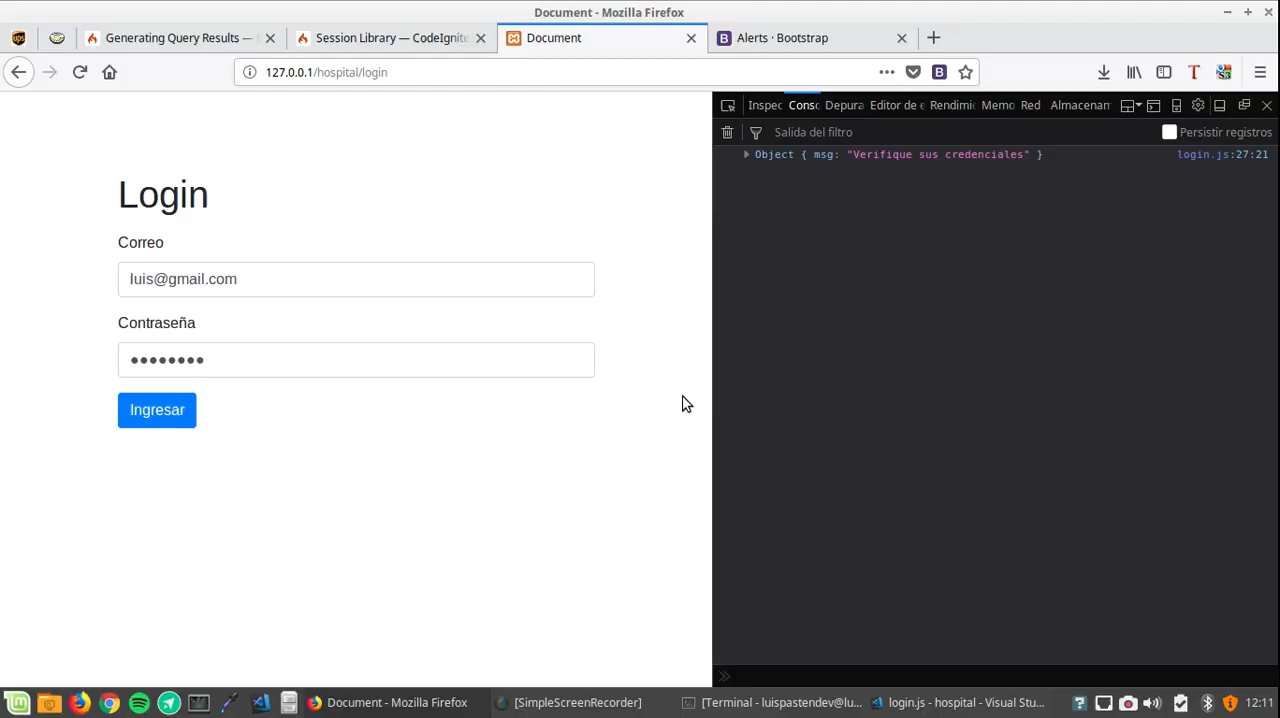 Document - Mozilla Firefox
ups
Generating Query Results —
Session Library — CodeIgnite
Document
B Alerts · Bootstrap
127.0.0.1/hospital/login
Inspec Conso Depura Editor de e Rendimie Memo Red Almacenan
Salida del filtro
Persistir registros
Object { msg: "Verifique sus credenciales" }
login.js:27:21
Login
Correo
luis@gmail.com
Contraseña
Ingresar
Document - Mozilla Firefox
[SimpleScreenRecorder]
[Terminal - luispastendev@lu...
login.js - hospital - Visual Stu...
12:11